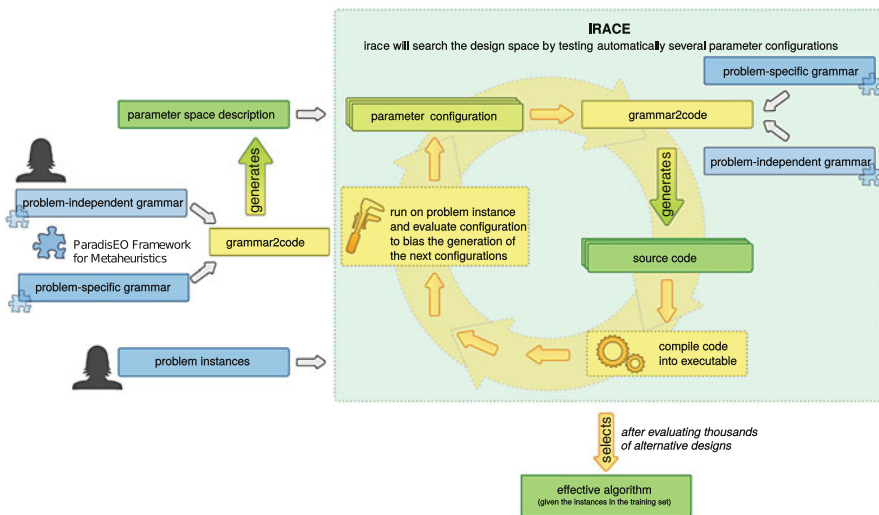 IRACE
irace will search the design space by testing automatically several parameter configurations
problem-specific grammar
parameter space description
parameter configuration
grammar2code
problem-independent grammar
generates
generates
problem-independent grammar
run on problem instance
and evaluate configuration
to bias the generation of
the next configurations
ParadisEO Framework
for Metaheuristics
grammar2code
source code
problem-specific grammar
problem instances
compile code
into executable
selects
after evaluating thousands
of alternative designs
effective algorithm
(given the instances in the training set)